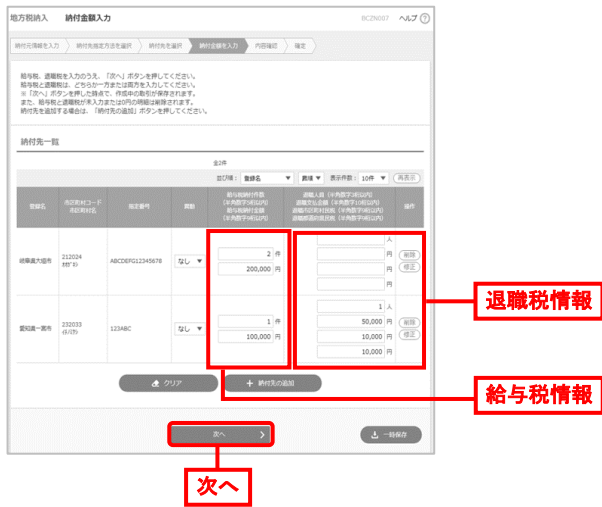 地方税納入 納付金額入力 BCZN007 ヘルプ ?
納付元情報を入力 納付先指定方法を選択 納付先を選択 納付金額を入力 内容確認 確定
給与税、退職税を入力のうえ、「次へ」ボタンを押してください。
給与税と退職税は、どちらか一方または両方を入力してください。
※「次へ」ボタンを押した時点で、作成中の取引が保存されます。
また、給与税と退職税が未入力または0円の明細は削除されます。
納付先を追加する場合は、「納付先の追加」ボタンを押してください。
納付先一覧
全2件
並び順: 登録名 昇順 表示件数: 10件 再表示
登録名 市区町村コード 市区町村名 指定番号 異動 給与税納付件数 (半角数字5桁以内) 給与税納付金額 (半角数字9桁以内) 退職人員 (半角数字3桁以内) 退職支払金額 (半角数字10桁以内) 退職市区町村民税 (半角数字9桁以内) 退職都道府県民税 (半角数字9桁以内) 操作
岐阜県大垣市 212024 ABCDEFG12345678 なし 2 件 200,000 円 人 円 円 円 削除 修正
愛知県一宮市 232033 123ABC なし 1 件 100,000 円 1 人 50,000 円 10,000 円 10,000 円 削除 修正
クリア + 納付先の追加
次へ 一時保存
退職税情報
給与税情報
次へ